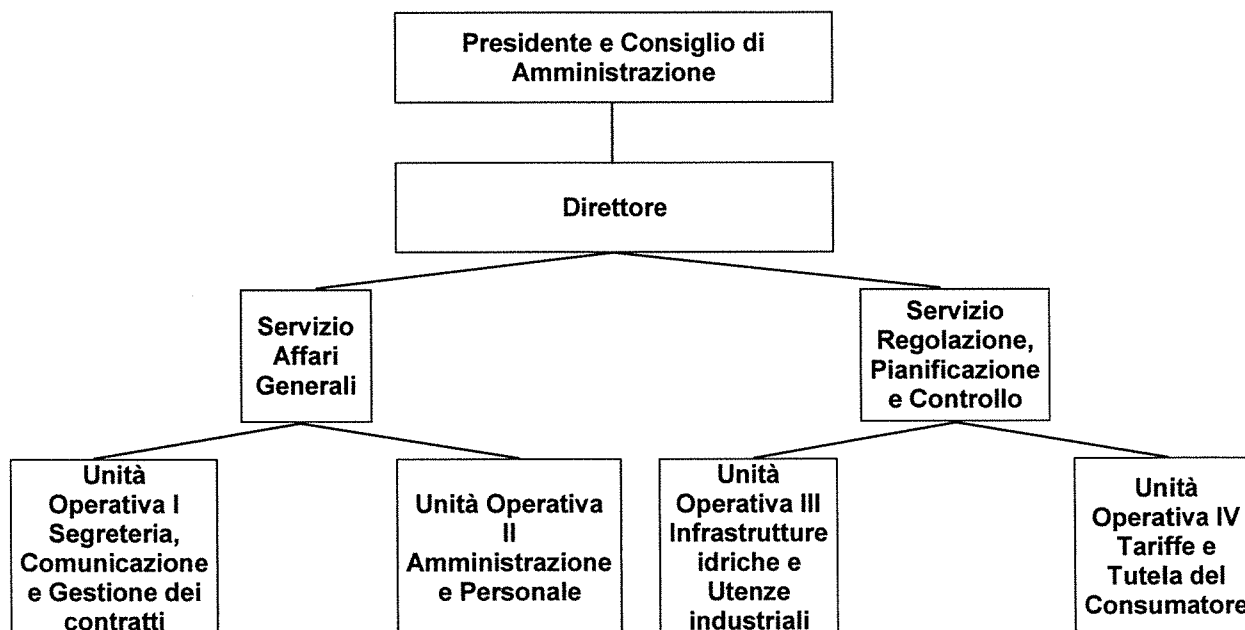 Presidente e Consiglio di
Amministrazione
Direttore
Servizio
Affari
Generali
Servizio
Regolazione,
Pianificazione
e Controllo
Unità
Operativa I
Segreteria,
Comunicazione
e Gestione dei
contratti
Unità Operativa
II
Amministrazione
e Personale
Unità
Operativa III
Infrastrutture
idriche e
Utenze
industriali
Unità
Operativa IV
Tariffe e
Tutela del
Consumatore